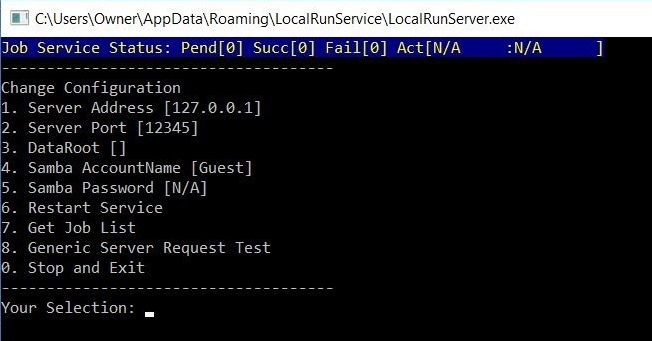 C:\Users\Owner\AppData\Roaming\LocalRunService\LocalRunServer.exe
Job Service Status: Pend[0] Succ[0] Fail[0] Act[N/A     :N/A      ]
------------------------------------
Change Configuration
1. Server Address [127.0.0.1]
2. Server Port [12345]
3. DataRoot []
4. Samba AccountName [Guest]
5. Samba Password [N/A]
6. Restart Service
7. Get Job List
8. Generic Server Request Test
0. Stop and Exit
------------------------------------
Your Selection: